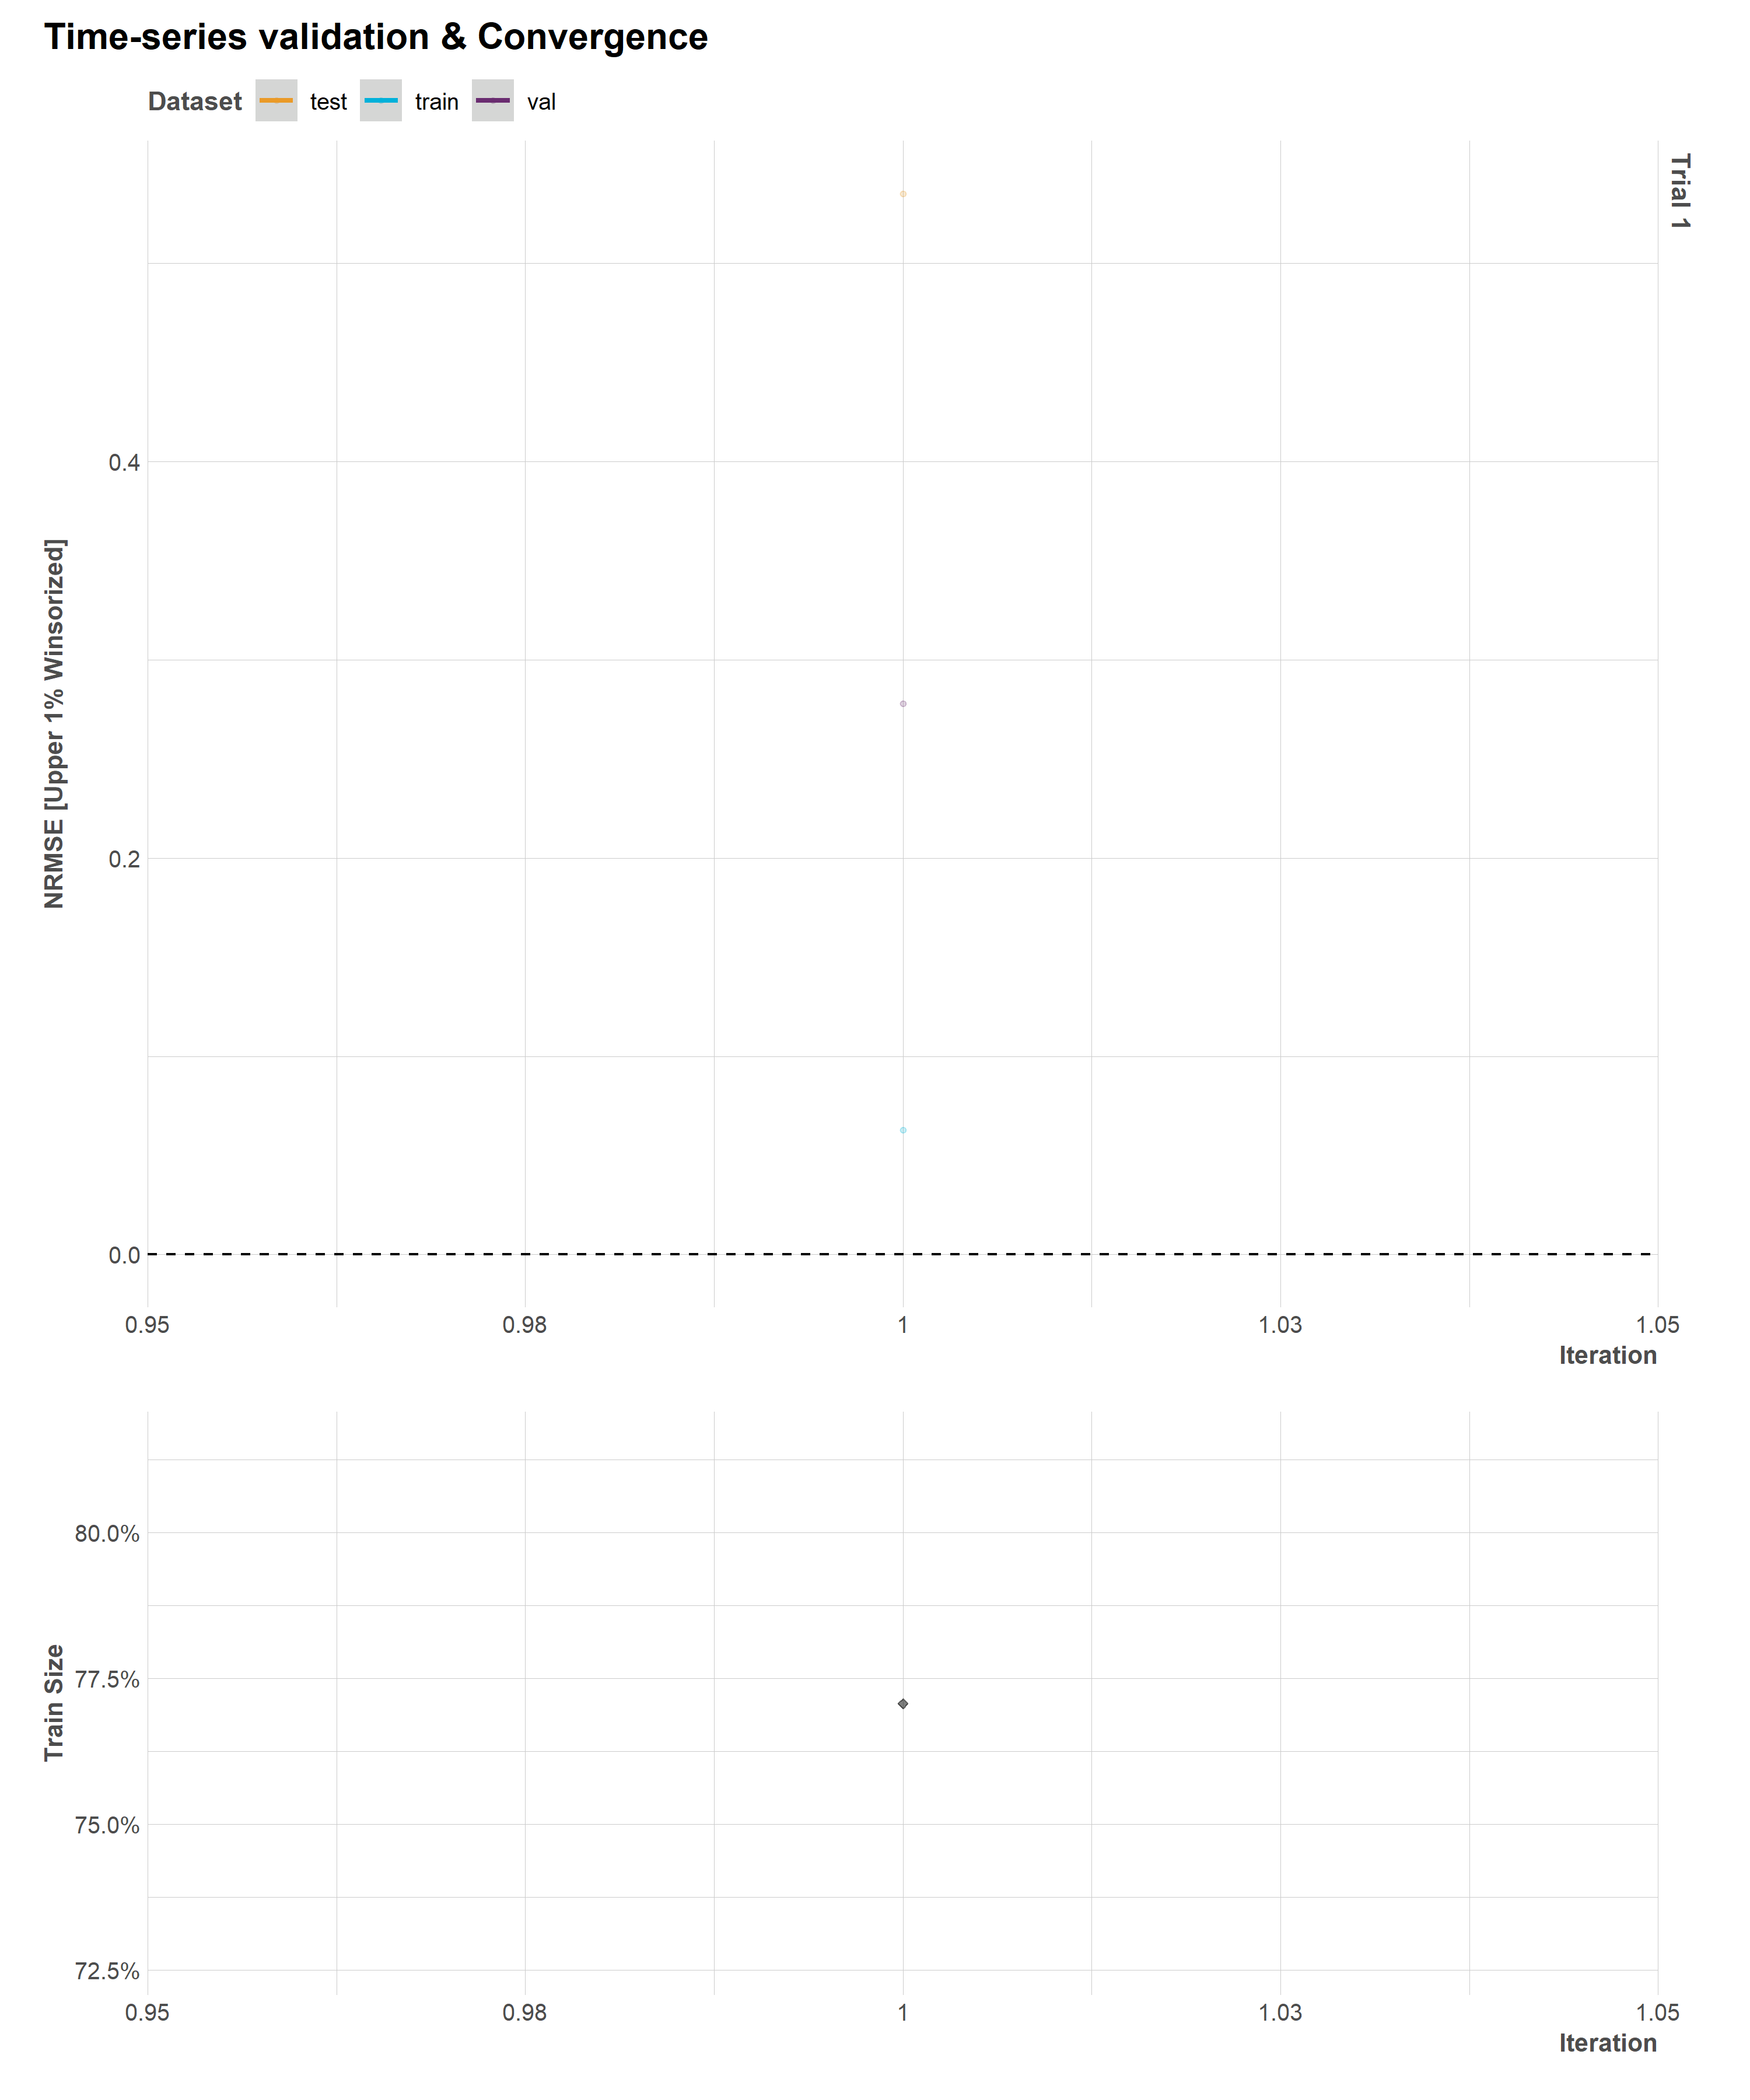 Time-series validation & Convergence
Dataset test train val
Trial 1
NRMSE [Upper 1% Winsorized]
0.4
0.2
0.0
0.95 0.98 1 1.03 1.05
Iteration
Train Size
80.0%
77.5%
75.0%
72.5%
0.95 0.98 1 1.03 1.05
Iteration